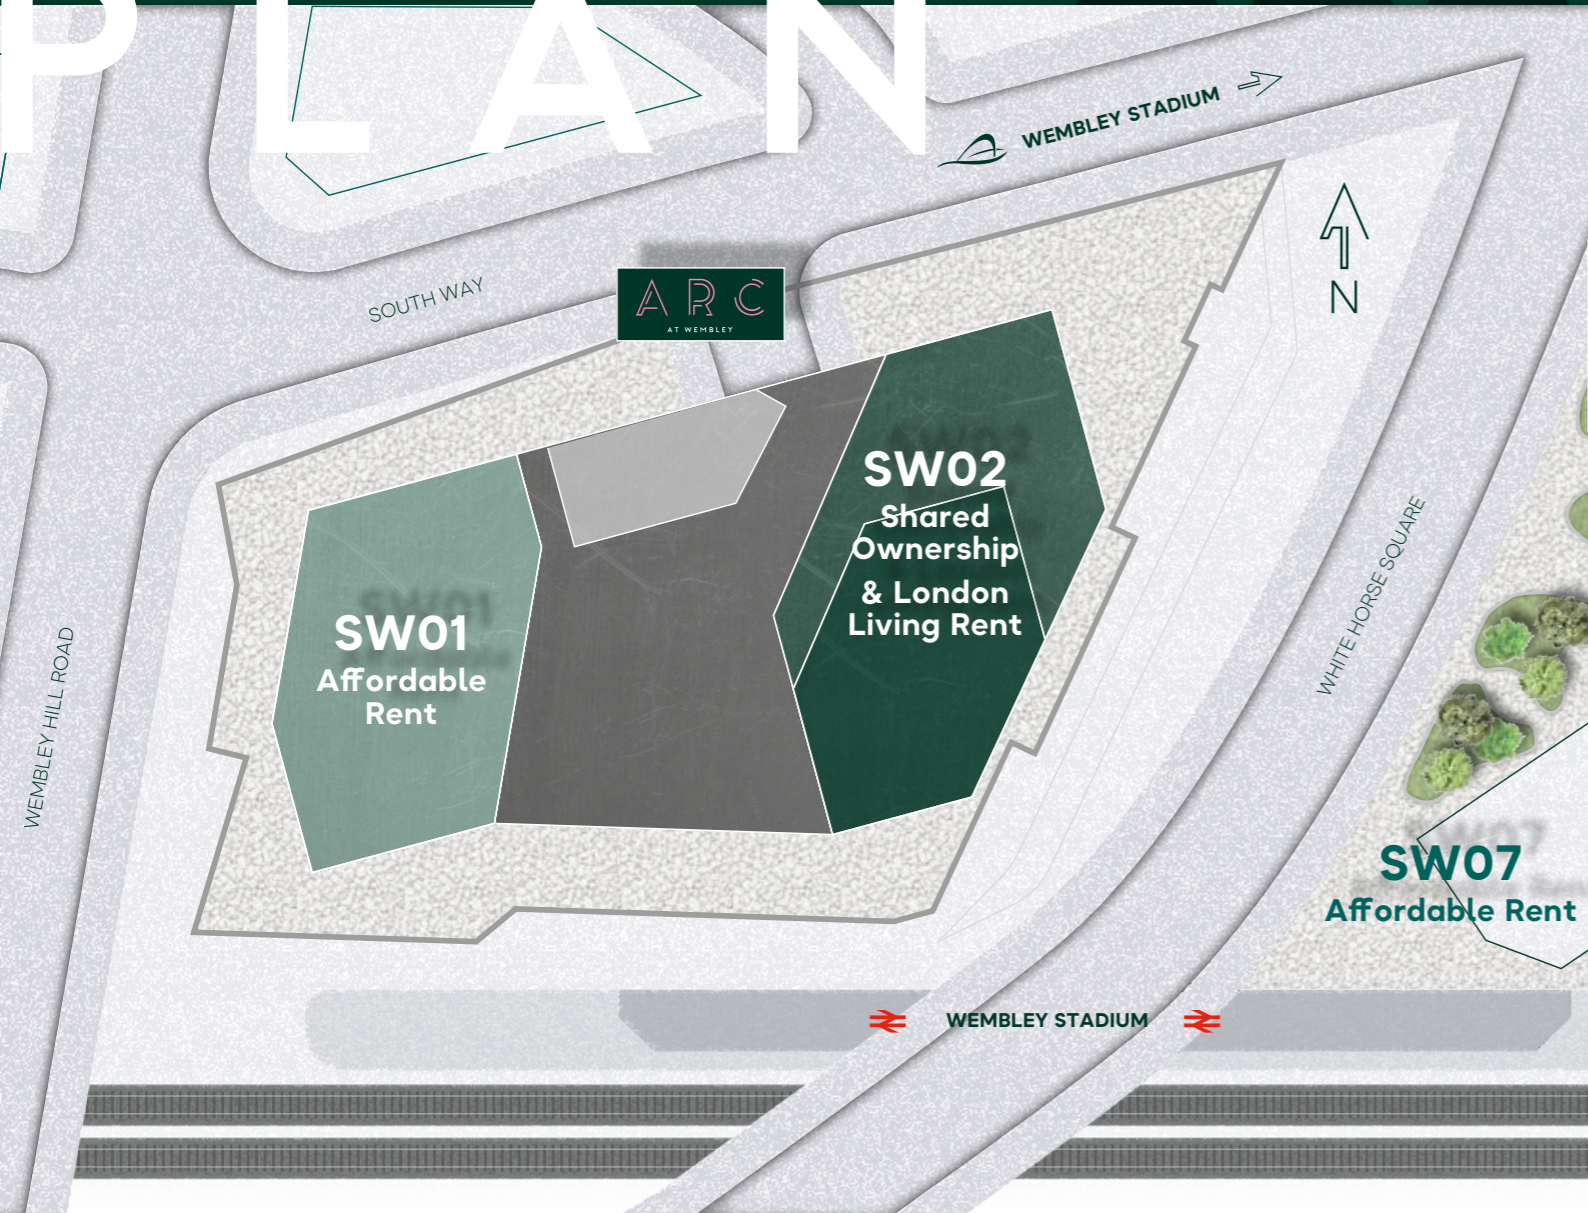 PLAN
WEMBLEY STADIUM
N
SOUTH WAY
ARC
AT WEMBLEY
SW02
Shared
Ownership
& London
Living Rent
SW01
Affordable
Rent
WEMBLEY HILL ROAD
WHITE HORSE SQUARE
SW07
Affordable Rent
WEMBLEY STADIUM